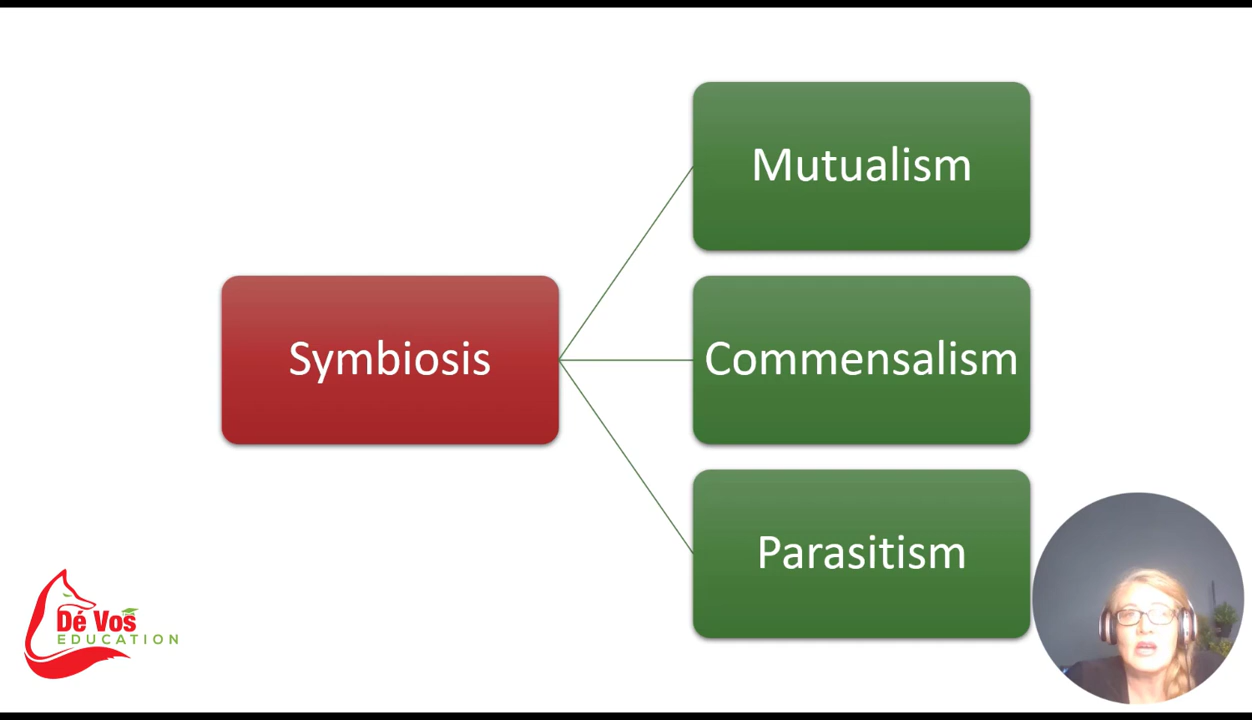 Mutualism
Symbiosis
Commensalism
Parasitism
Dé Vos
EDUCATION